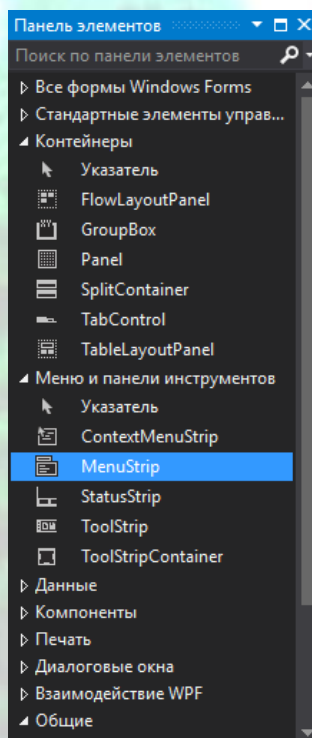 Панель элементов
Поиск по панели элементов
Все формы Windows Forms
Стандартные элементы управ...
Контейнеры
Указатель
FlowLayoutPanel
GroupBox
Panel
SplitContainer
TabControl
TableLayoutPanel
Меню и панели инструментов
Указатель
ContextMenuStrip
MenuStrip
StatusStrip
ToolStrip
ToolStripContainer
Данные
Компоненты
Печать
Диалоговые окна
Взаимодействие WPF
Общие